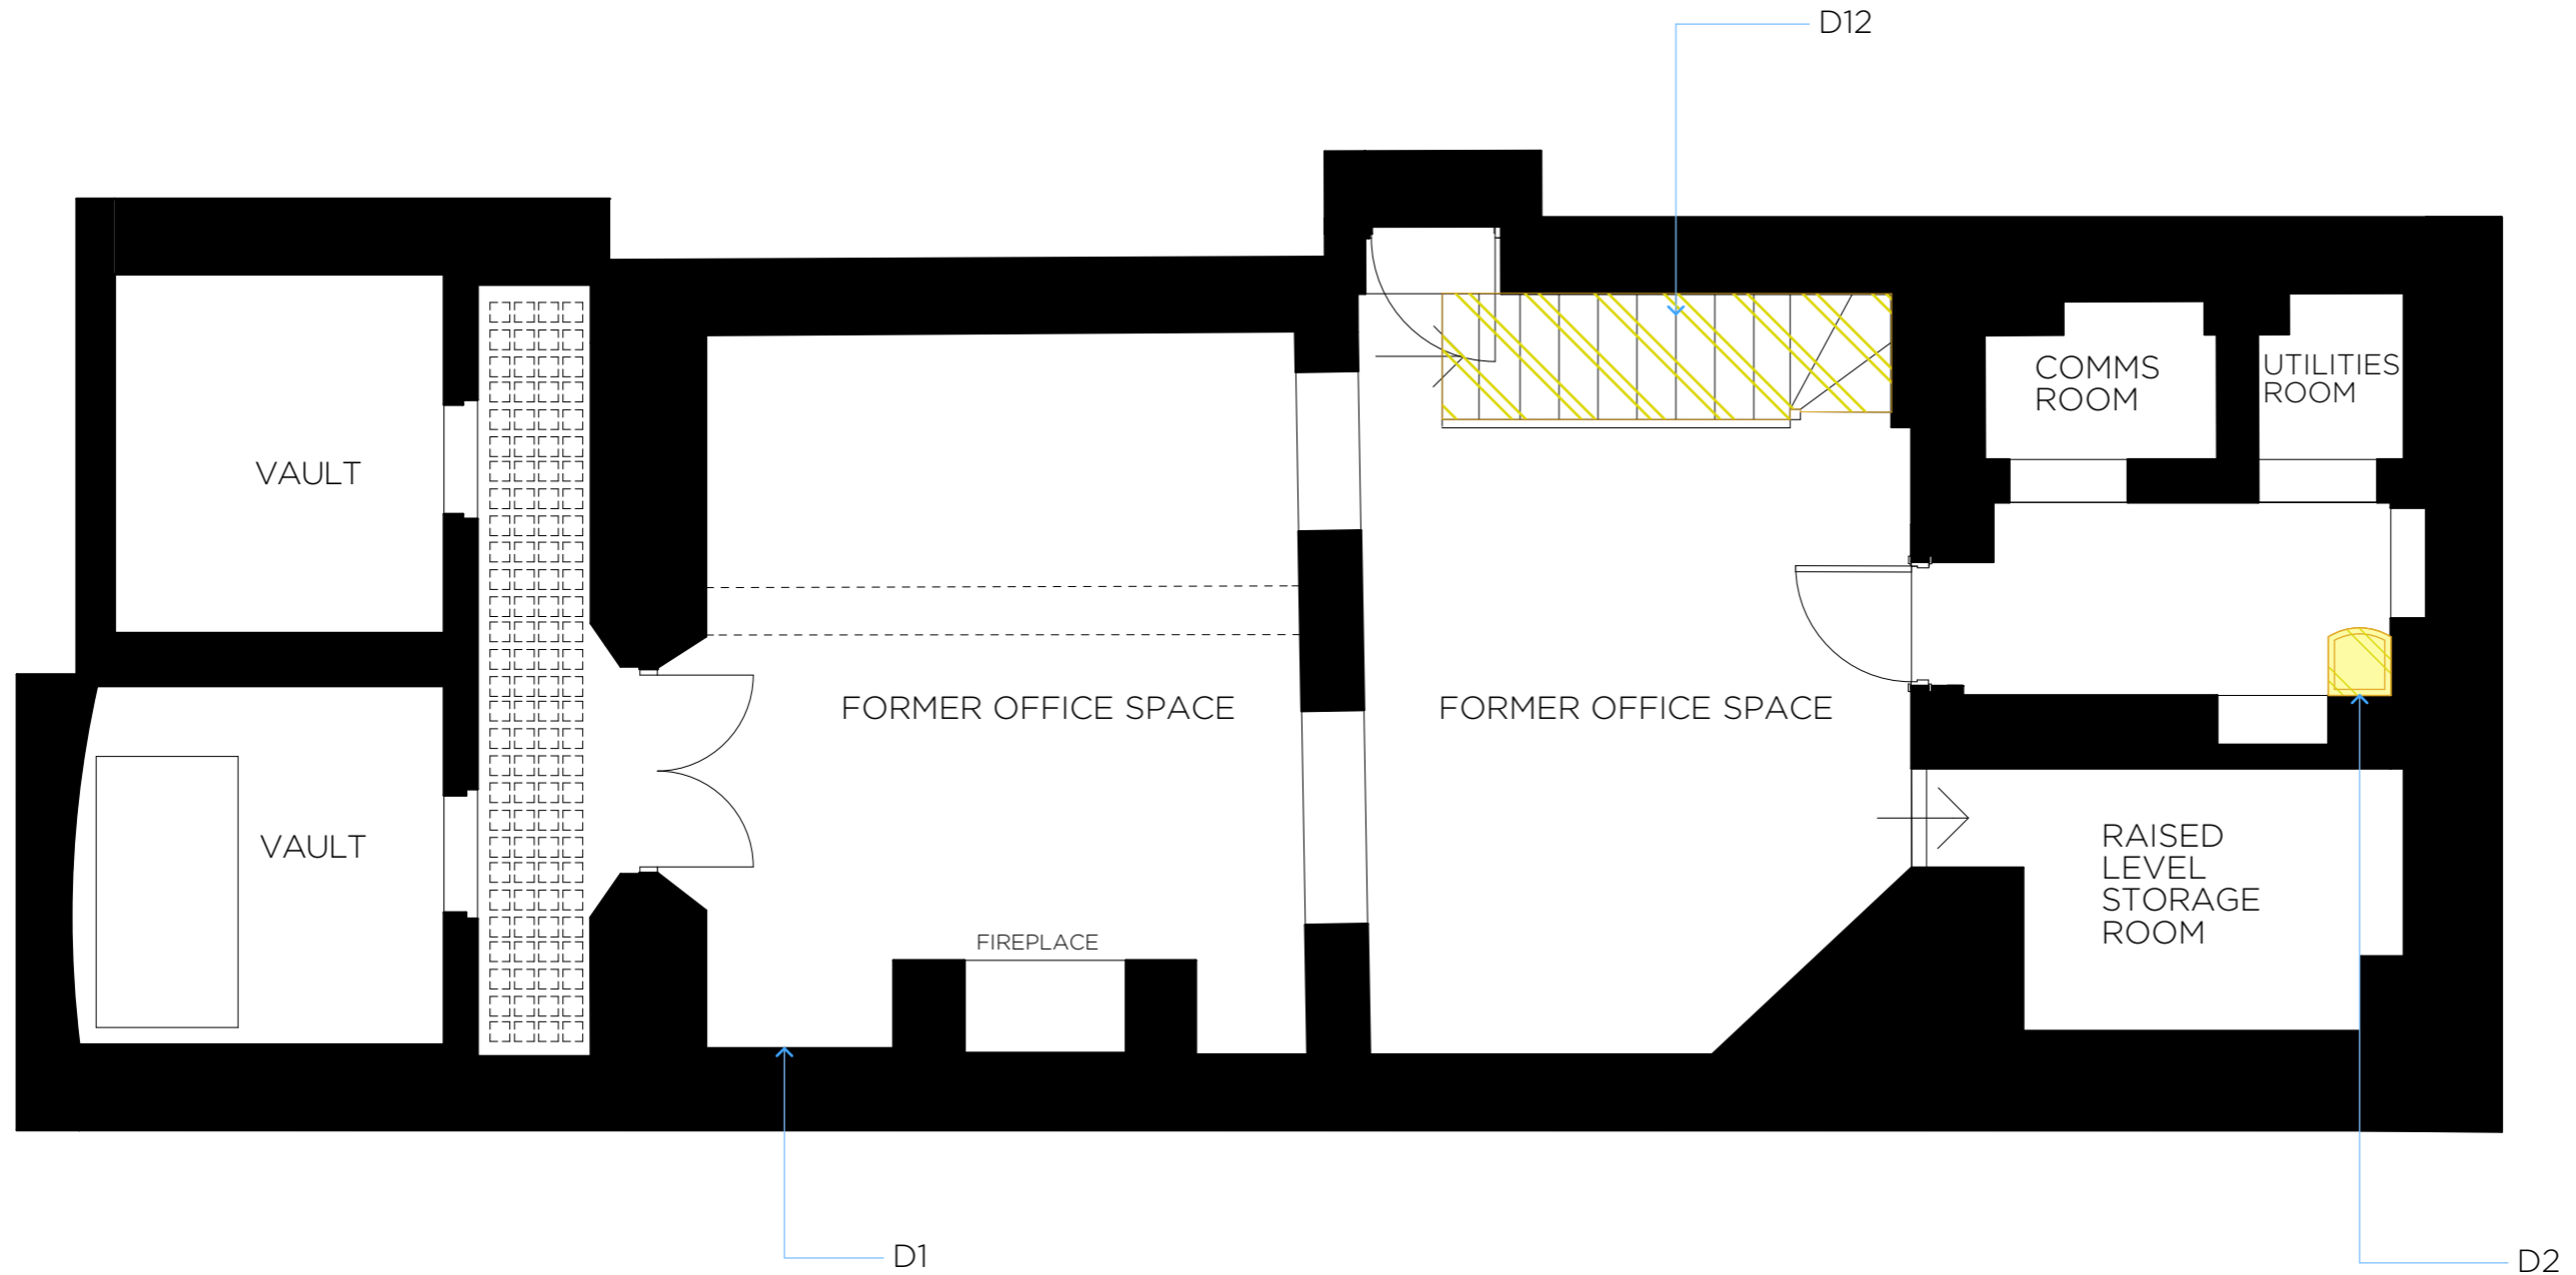 D12
COMMS
ROOM
UTILITIES
ROOM
VAULT
FORMER OFFICE SPACE
FORMER OFFICE SPACE
VAULT
RAISED
LEVEL
STORAGE
ROOM
FIREPLACE
D1
D2